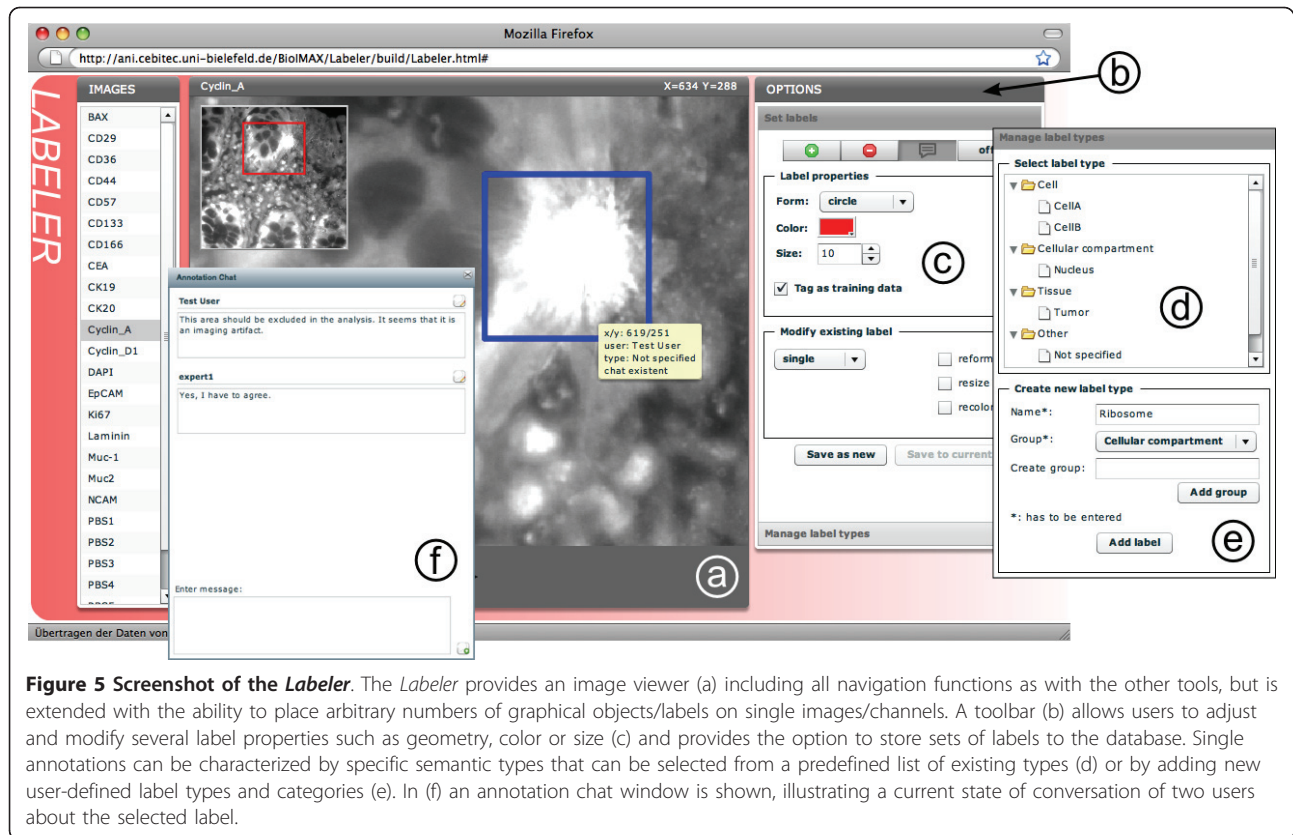 Mozilla Firefox
http://ani.cebitec.uni-bielefeld.de/BioIMAX/Labeler/build/Labeler.html#
LABELER
IMAGES
BAX
CD29
CD36
CD44
CD57
CD133
CD166
CEA
CK19
CK20
Cyclin_A
Cyclin_D1
DAPI
EpCAM
Ki67
Laminin
Muc-1
Muc2
NCAM
PBS1
PBS2
PBS3
PBS4
Cyclin_A
X=634 Y=288
x/y: 619/251
user: Test User
type: Not specified
chat existent
a
Annotation Chat
Test User
This area should be excluded in the analysis. It seems that it is
an imaging artifact.
expert1
Yes, I have to agree.
f
Enter message:
OPTIONS
b
Set labels
off
Label properties
Form: circle
Color:
Size: 10
c
Tag as training data
Modify existing label
single
reform
resize
recolor
Save as new
Save to current
Manage label types
Manage label types
Select label type
Cell
CellA
CellB
Cellular compartment
Nucleus
Tissue
Tumor
Other
Not specified
d
Create new label type
Name*: Ribosome
Group*: Cellular compartment
Create group:
Add group
*: has to be entered
Add label
e
Übertragen der Daten von
Figure 5 Screenshot of the Labeler. The Labeler provides an image viewer (a) including all navigation functions as with the other tools, but is
extended with the ability to place arbitrary numbers of graphical objects/labels on single images/channels. A toolbar (b) allows users to adjust
and modify several label properties such as geometry, color or size (c) and provides the option to store sets of labels to the database. Single
annotations can be characterized by specific semantic types that can be selected from a predefined list of existing types (d) or by adding new
user-defined label types and categories (e). In (f) an annotation chat window is shown, illustrating a current state of conversation of two users
about the selected label.